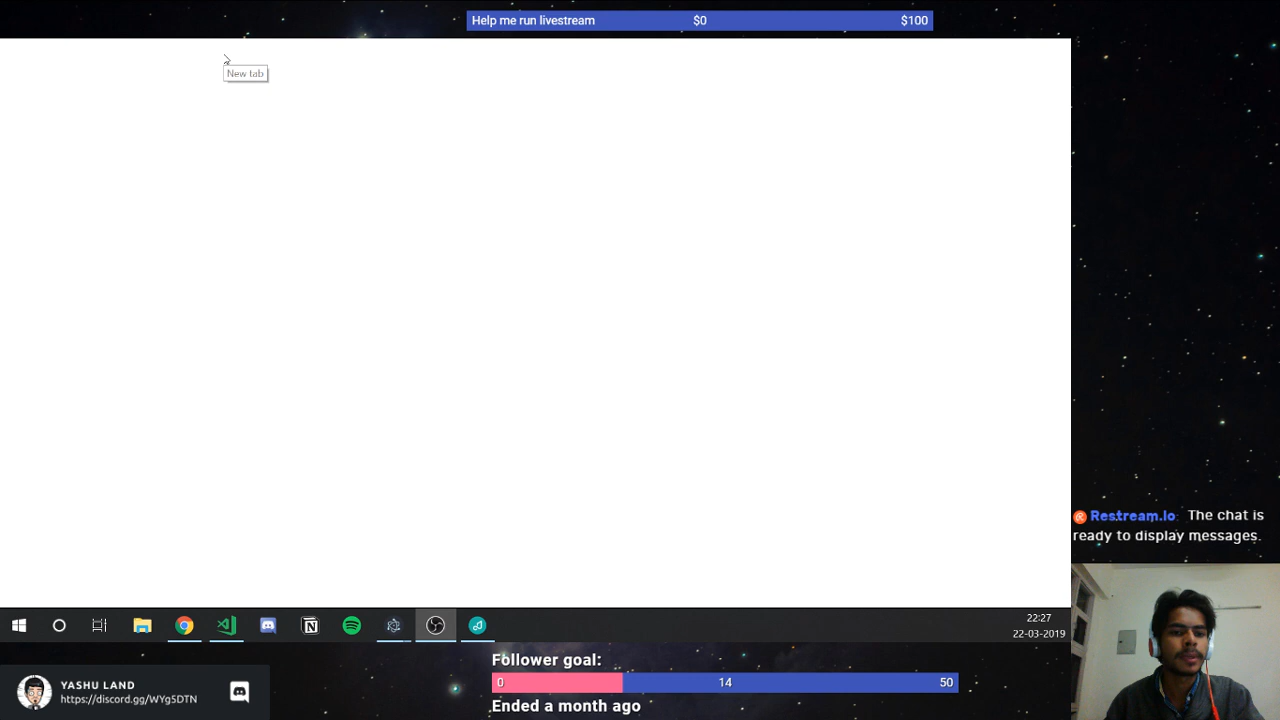 Help me run livestream $0 $100
New tab
Restream.Io The chat is
ready to display messages.
22:27
22-03-2019
Follower goal:
0 14 50
Ended a month ago
YASHU LAND
https://discord.gg/WYg5DTN